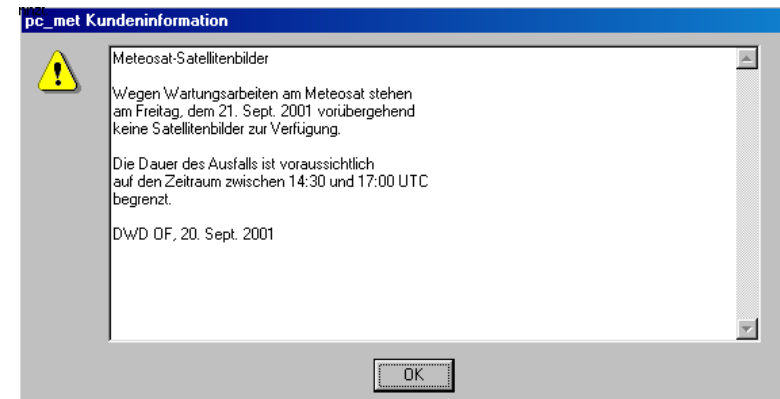 pc_met Kundeninformation
Meteosat-Satellitenbilder
Wegen Wartungsarbeiten am Meteosat stehen
am Freitag, dem 21. Sept. 2001 vorübergehend
keine Satellitenbilder zur Verfügung.
Die Dauer des Ausfalls ist voraussichtlich
auf den Zeitraum zwischen 14:30 und 17:00 UTC
begrenzt.
DWD OF, 20. Sept. 2001
OK